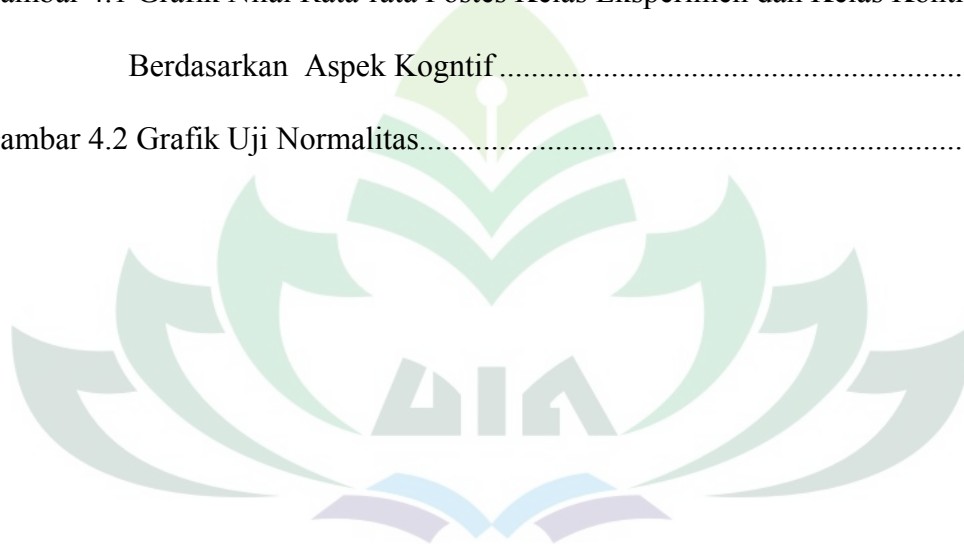 ambar 4.1 Grafik Nilai Rata-rata Postes Kelas Eksperimen dan Kelas Kontr
Berdasarkan Aspek Kogntif ..........................................................
ambar 4.2 Grafik Uji Normalitas....................................................................
UIN